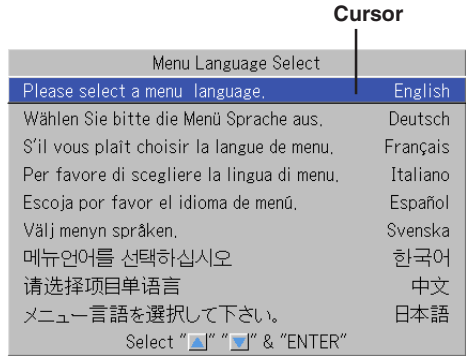 Cursor
Menu Language Select
Please select a menu language. English
Wählen Sie bitte die Menü Sprache aus. Deutsch
S'il vous plaît choisir la langue de menu. Français
Per favore di scegliere la lingua di menu. Italiano
Escoja por favor el idioma de menú. Español
Välj menyn språken. Svenska
메뉴언어를 선택하십시오 한국어
请选择项目单语言 中文
メニュー言語を選択して下さい。 日本語
Select "▲" "▼" & "ENTER"